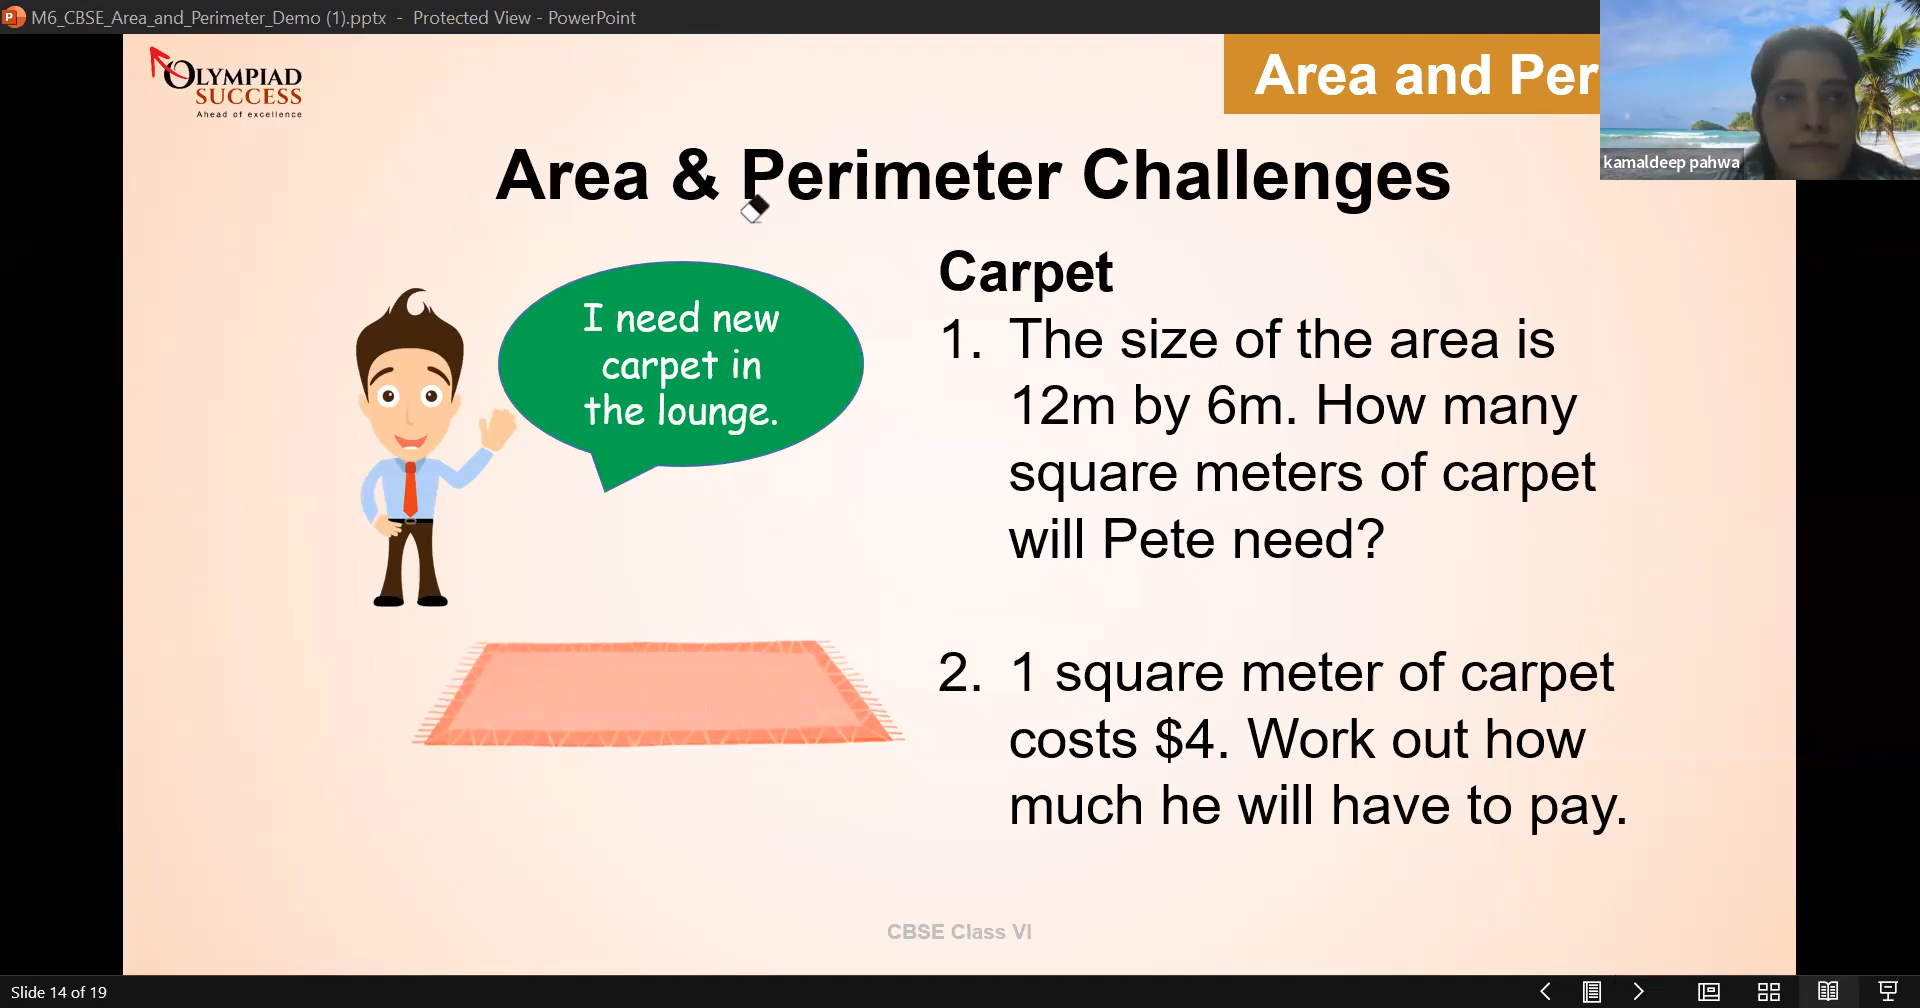 M6_CBSE_Area_and_Perimeter_Demo (1).pptx - Protected View - PowerPoint
OLYMPIAD
SUCCESS
Ahead of excellence
Area and Per
kamaldeep pahwa
Area & Perimeter Challenges
I need new
carpet in
the lounge.
Carpet
1. The size of the area is
12m by 6m. How many
square meters of carpet
will Pete need?
2. 1 square meter of carpet
costs $4. Work out how
much he will have to pay.
CBSE Class VI
Slide 14 of 19